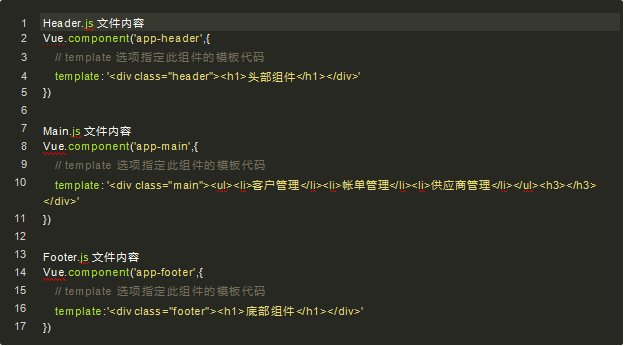 1 Header.js 文件内容
2 Vue.component('app-header',{
3 // template 选项指定此组件的模板代码
4 template: '<div class="header"><h1>头部组件</h1></div>'
5 })
6
7 Main.js 文件内容
8 Vue.component('app-main',{
9 // template 选项指定此组件的模板代码
10 template: '<div class="main"><ul><li>客户管理</li><li>帐单管理</li><li>供应商管理</li></ul><h3></h3>
</div>'
11 })
12
13 Footer.js 文件内容
14 Vue.component('app-footer',{
15 // template 选项指定此组件的模板代码
16 template:'<div class="footer"><h1>底部组件</h1></div>'
17 })